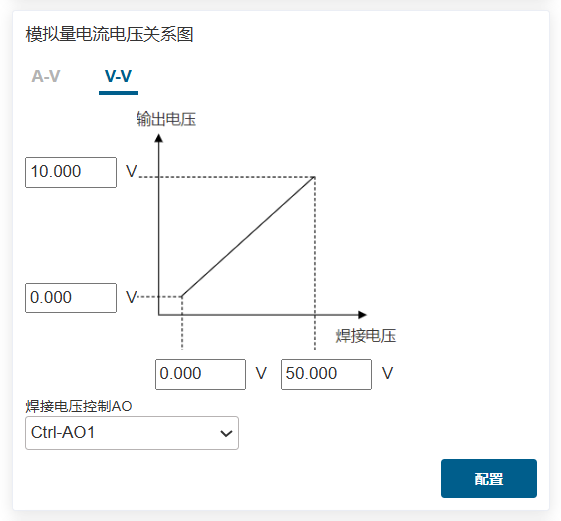 模拟量电流电压关系图
A-V V-V
输出电压
10.000 V
0.000 V
焊接电压
0.000 V 50.000 V
焊接电压控制AO
Ctrl-AO1
配置